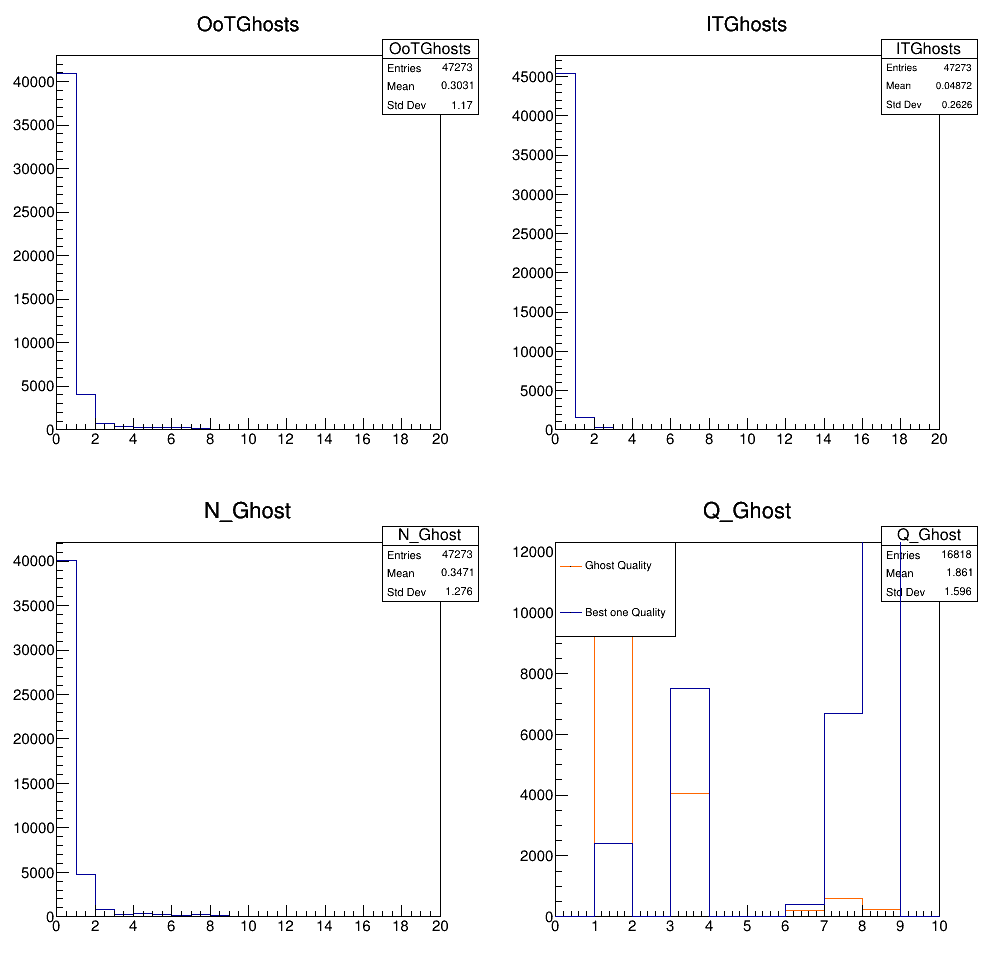 OoTGhosts
OoTGhosts
Entries 47273
Mean 0.3031
Std Dev 1.17
40000
35000
30000
25000
20000
15000
10000
5000
0
0 2 4 6 8 10 12 14 16 18 20
ITGhosts
ITGhosts
Entries 47273
Mean 0.04872
Std Dev 0.2626
45000
40000
35000
30000
25000
20000
15000
10000
5000
0
0 2 4 6 8 10 12 14 16 18 20
N_Ghost
N_Ghost
Entries 47273
Mean 0.3471
Std Dev 1.276
40000
35000
30000
25000
20000
15000
10000
5000
0
0 2 4 6 8 10 12 14 16 18 20
Q_Ghost
Q_Ghost
Entries 16818
Mean 1.861
Std Dev 1.596
Ghost Quality
Best one Quality
12000
10000
8000
6000
4000
2000
0
0 1 2 3 4 5 6 7 8 9 10